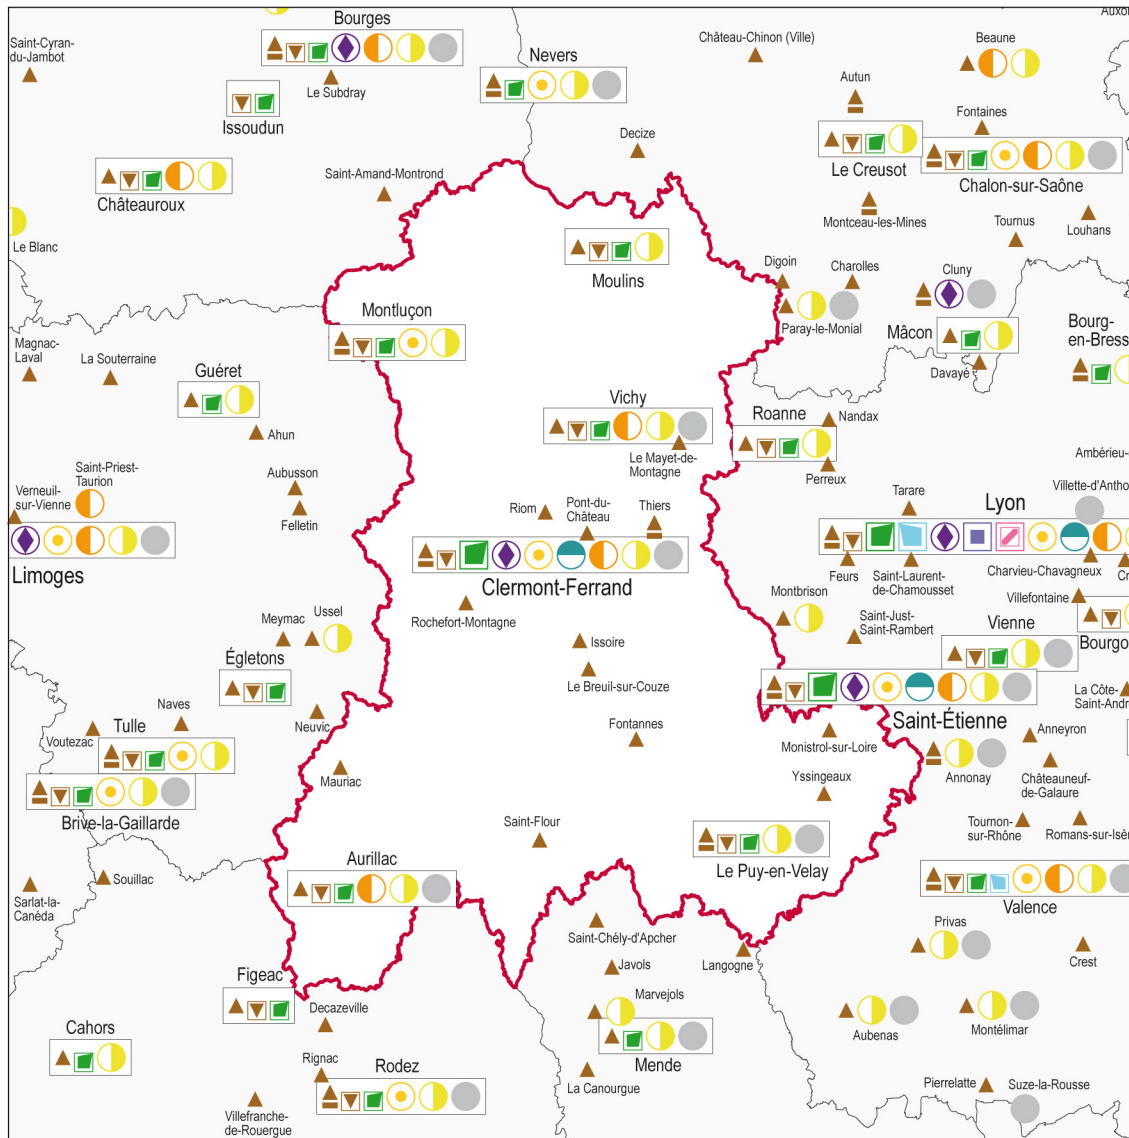 Auxo
Bourges
Saint-Cyran-
du-Jambot
Le Subdray
Nevers
Château-Chinon (Ville)
Beaune
Autun
Issoudun
Fontaines
Decize
Le Creusot
Chalon-sur-Saône
Châteauroux
Saint-Amand-Montrond
Montceau-les-Mines
Tournus
Louhans
Le Blanc
Moulins
Digoin
Charolles
Cluny
Montluçon
Paray-le-Monial
Mâcon
Bourg-
en-Bress
Magnac-
Laval
La Souterraine
Guéret
Davayé
Vichy
Roanne
Nandax
Ahun
Le Mayet-de-
Montagne
Perreux
Ambérieu-
Saint-Priest-
Taurion
Verneuil-
sur-Vienne
Aubusson
Felletin
Riom
Pont-du-
Château
Thiers
Tarare
Villette-d'Antho
Lyon
Limoges
Clermont-Ferrand
Feurs
Saint-Laurent-
de-Chamousset
Charvieu-Chavagneux
Cr
Rochefort-Montagne
Montbrison
Villefontaine
Saint-Just-
Saint-Rambert
Vienne
Bourgo
Meymac
Ussel
Issoire
Égletons
Le Breuil-sur-Couze
La Côte-
Saint-Andr
Neuvic
Naves
Tulle
Voutezac
Fontannes
Saint-Étienne
Monistrol-sur-Loire
Anneyron
Annonay
Châteauneuf-
de-Galaure
Mauriac
Yssingeaux
Brive-la-Gaillarde
Saint-Flour
Tournon-
sur-Rhône
Romans-sur-Isèr
Aurillac
Le Puy-en-Velay
Souillac
Sarlat-la-
Canéda
Valence
Privas
Saint-Chély-d'Apcher
Langogne
Crest
Javols
Figeac
Decazeville
Marvejols
Aubenas
Montélimar
Cahors
Mende
Rignac
Rodez
La Canourgue
Pierrelatte
Suze-la-Rousse
Villefranche-
de-Rouergue